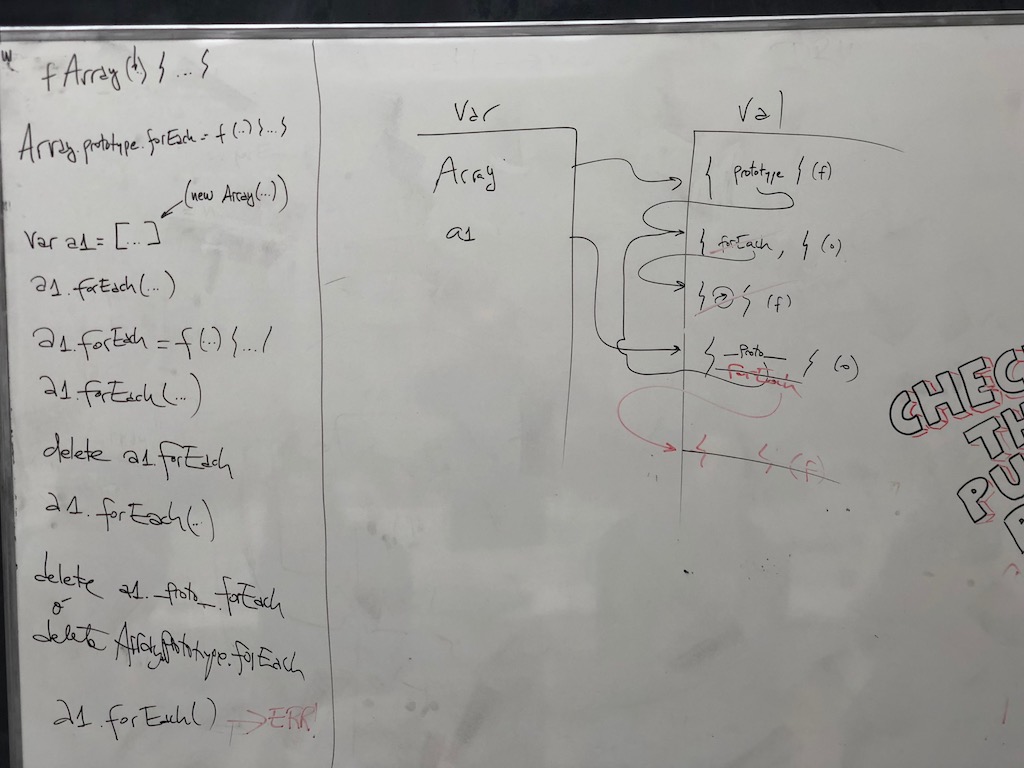 f Array() { ... }
Array.prototype.forEach = f(..) {...}
(new Array(...))
var a1 = [...]
a1.forEach(...)
a1.forEach = f(..) {.../
a1.forEach(...)
delete a1.forEach
a1.forEach(..)
delete a1.__proto__.forEach
o
delete Array.prototype.forEach
a1.forEach() → ERR!
Var
Array
a1
Val
{ prototype } (f)
{ forEach, } (o)
{ } (f)
{ __proto__ } (o)
forEach
{ } (f)
CHEC
TH
PU